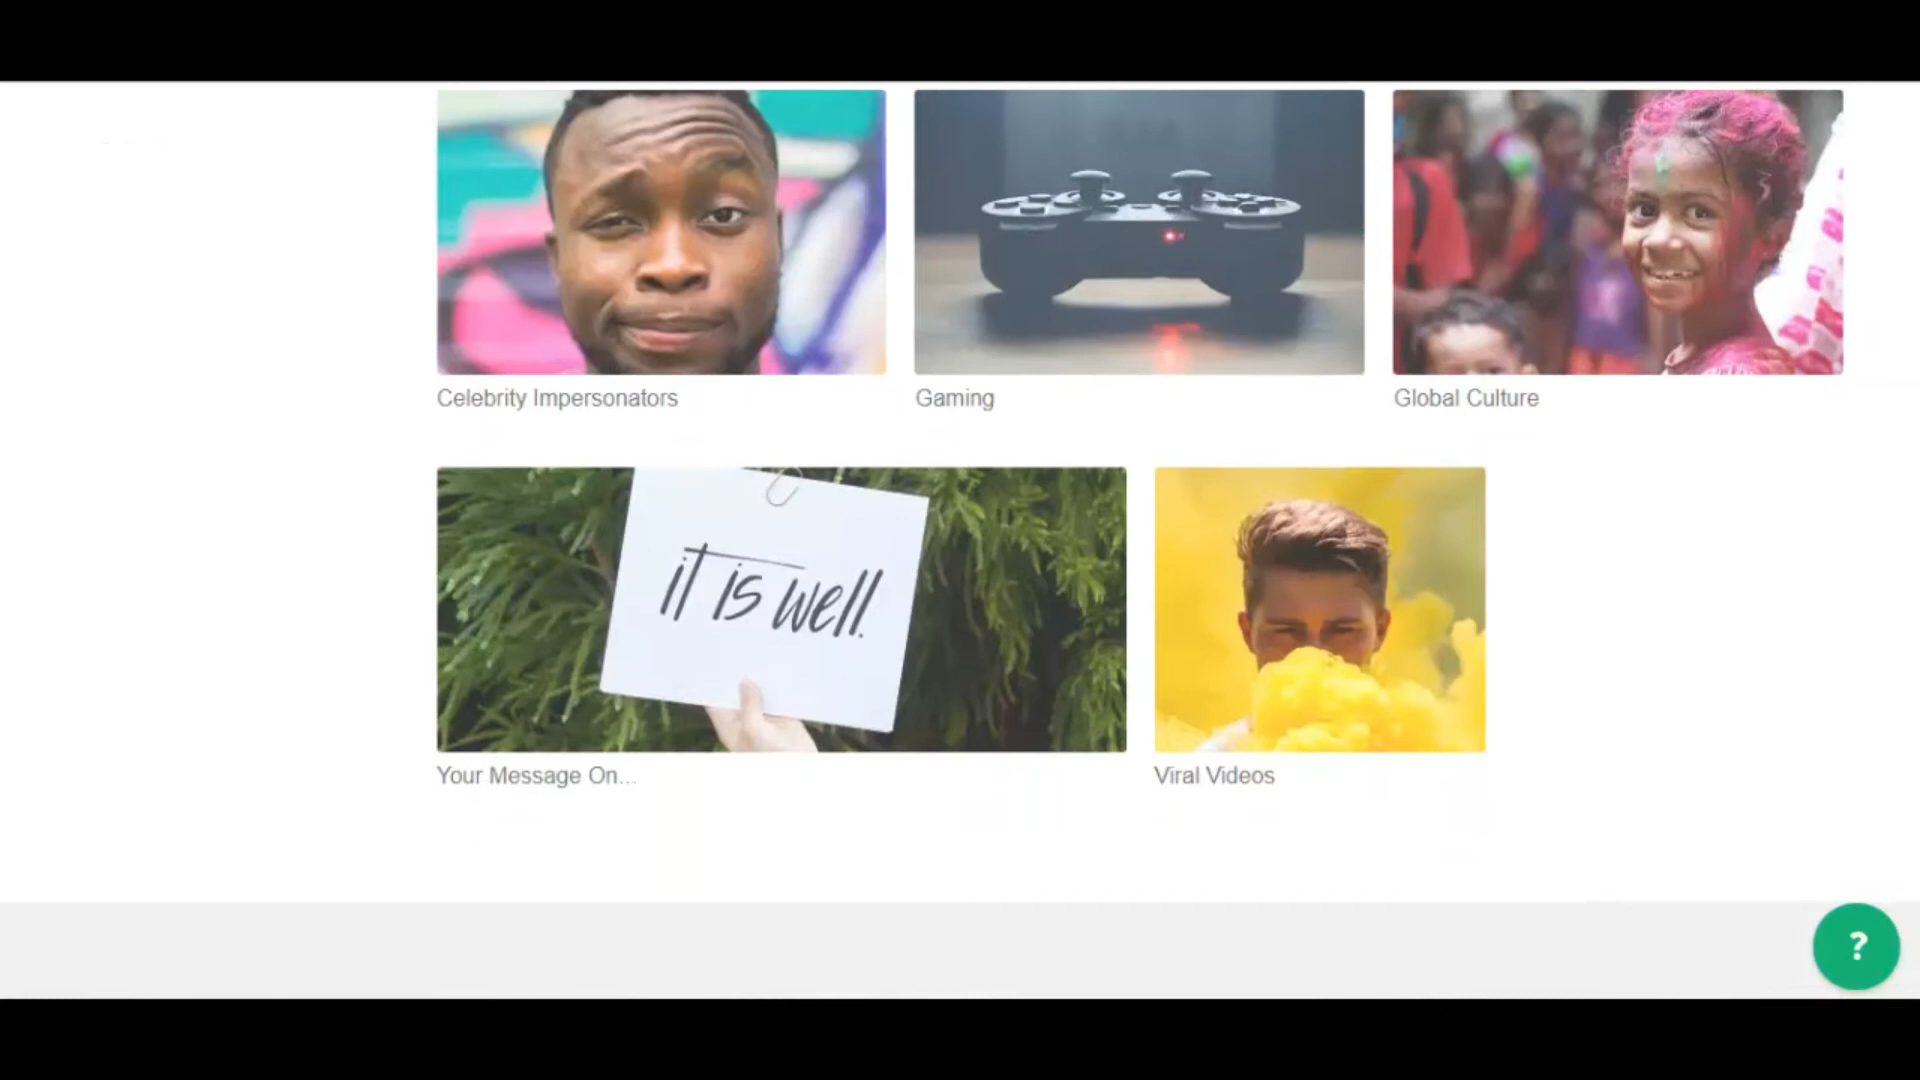 Celebrity Impersonators
Gaming
Global Culture
it is well.
Your Message On...
Viral Videos
?